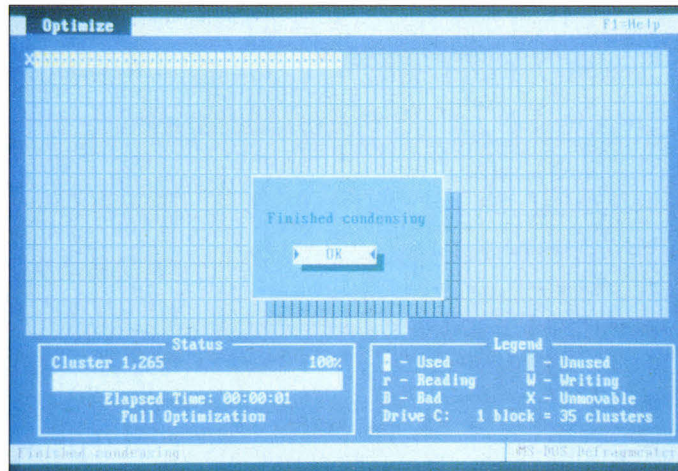 Optimize F1=Help
X
Finished condensing
OK
Status
Cluster 1,265 100%
Elapsed Time: 00:00:01
Full Optimization
Legend
- Used - Unused
r - Reading W - Writing
B - Bad X - Unmovable
Drive C: 1 block = 35 clusters
Finished condensing MS-DOS Defragmenter